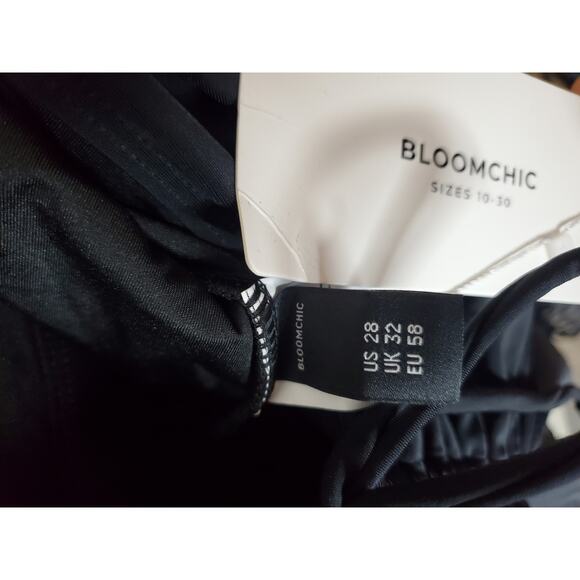 BLOOMCHIC
SIZES 10-30
BLOOMCHIC
US 28
UK 32
EU 58